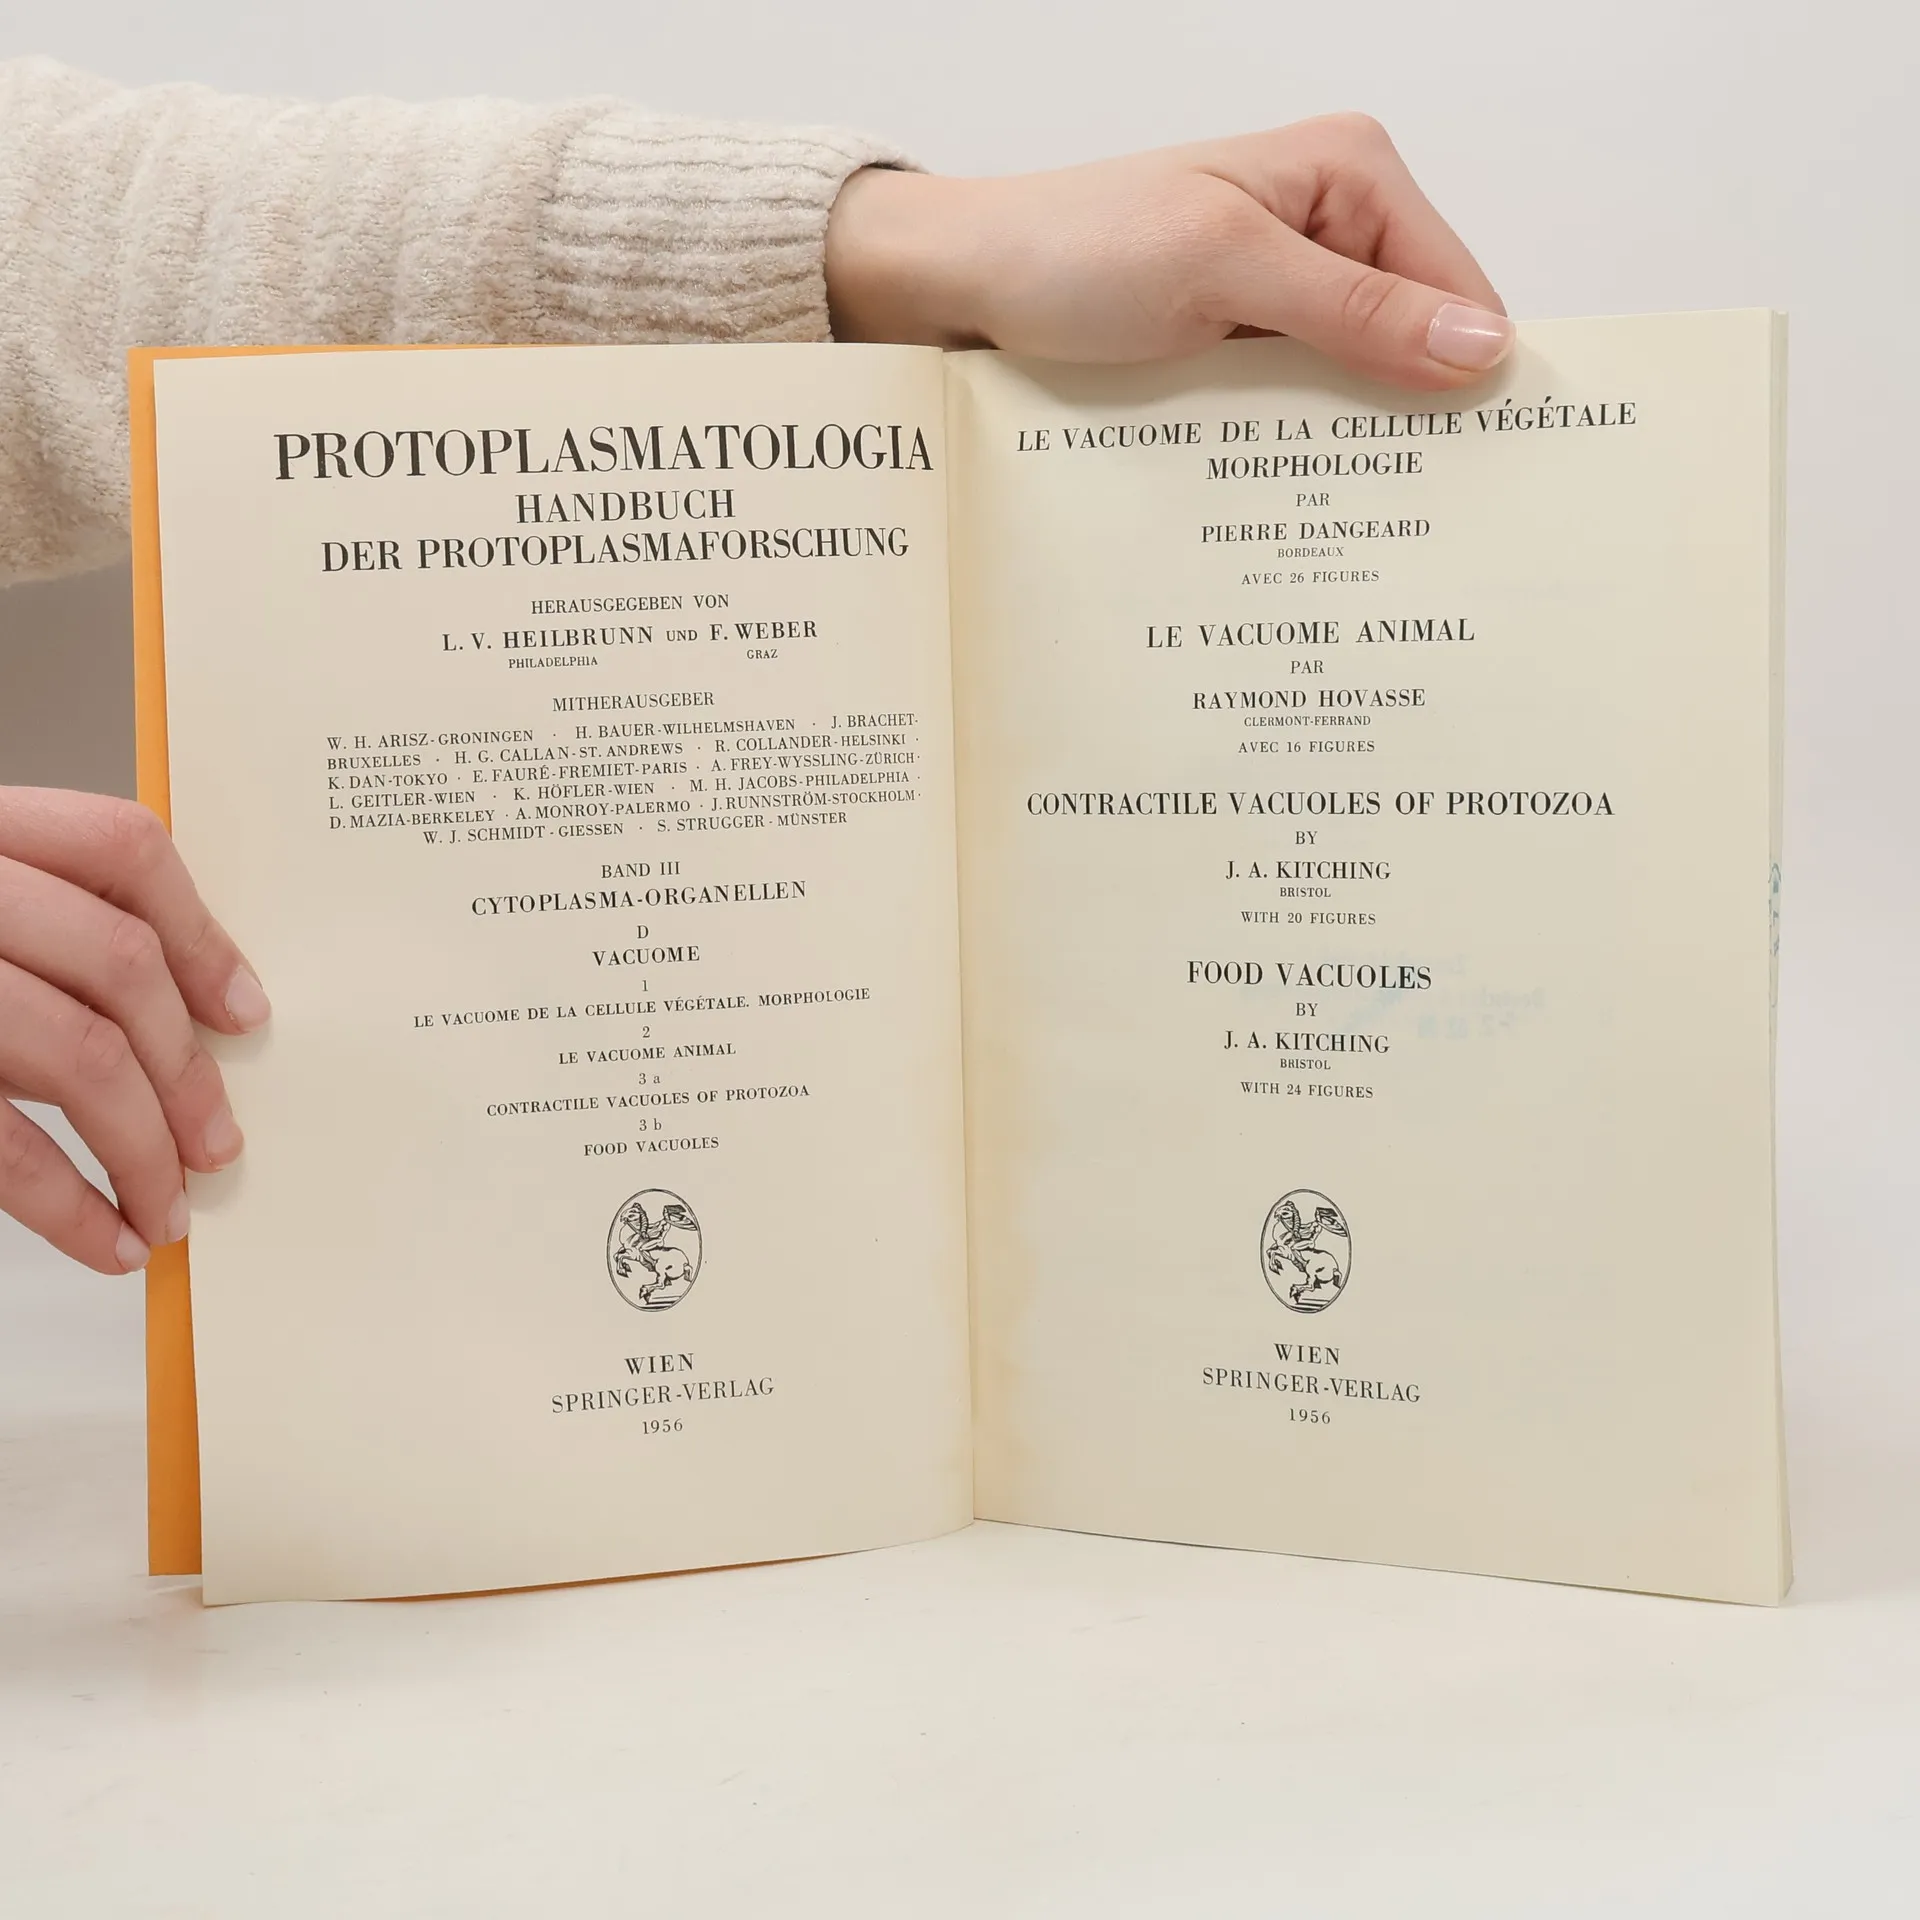 PROTOPLASMATOLOGIA
HANDBUCH
DER PROTOPLASMAFORSCHUNG
HERAUSGEGEBEN VON
L. V. HEILBRUNN UND F. WEBER
PHILADELPHIA GRAZ
MITHERAUSGEBER
W. H. ARISZ-GRONINGEN · H. BAUER-WILHELMSHAVEN · J. BRACHET-
BRUXELLES · H. G. CALLAN-ST. ANDREWS · R. COLLANDER-HELSINKI ·
K. DAN-TOKYO · E. FAURÉ-FREMIET-PARIS · A. FREY-WYSSLING-ZÜRICH ·
L. GEITLER-WIEN · K. HÖFLER-WIEN · M. H. JACOBS-PHILADELPHIA ·
D. MAZIA-BERKELEY · A. MONROY-PALERMO · J. RUNNSTRÖM-STOCKHOLM ·
W. J. SCHMIDT-GIESSEN · S. STRUGGER-MÜNSTER
BAND III
CYTOPLASMA-ORGANELLEN
D
VACUOME
1
LE VACUOME DE LA CELLULE VÉGÉTALE. MORPHOLOGIE
2
LE VACUOME ANIMAL
3 a
CONTRACTILE VACUOLES OF PROTOZOA
3 b
FOOD VACUOLES
WIEN
SPRINGER-VERLAG
1956
LE VACUOME DE LA CELLULE VÉGÉTALE
MORPHOLOGIE
PAR
PIERRE DANGEARD
BORDEAUX
AVEC 26 FIGURES
LE VACUOME ANIMAL
PAR
RAYMOND HOVASSE
CLERMONT-FERRAND
AVEC 16 FIGURES
CONTRACTILE VACUOLES OF PROTOZOA
BY
J. A. KITCHING
BRISTOL
WITH 20 FIGURES
FOOD VACUOLES
BY
J. A. KITCHING
BRISTOL
WITH 24 FIGURES
WIEN
SPRINGER-VERLAG
1956